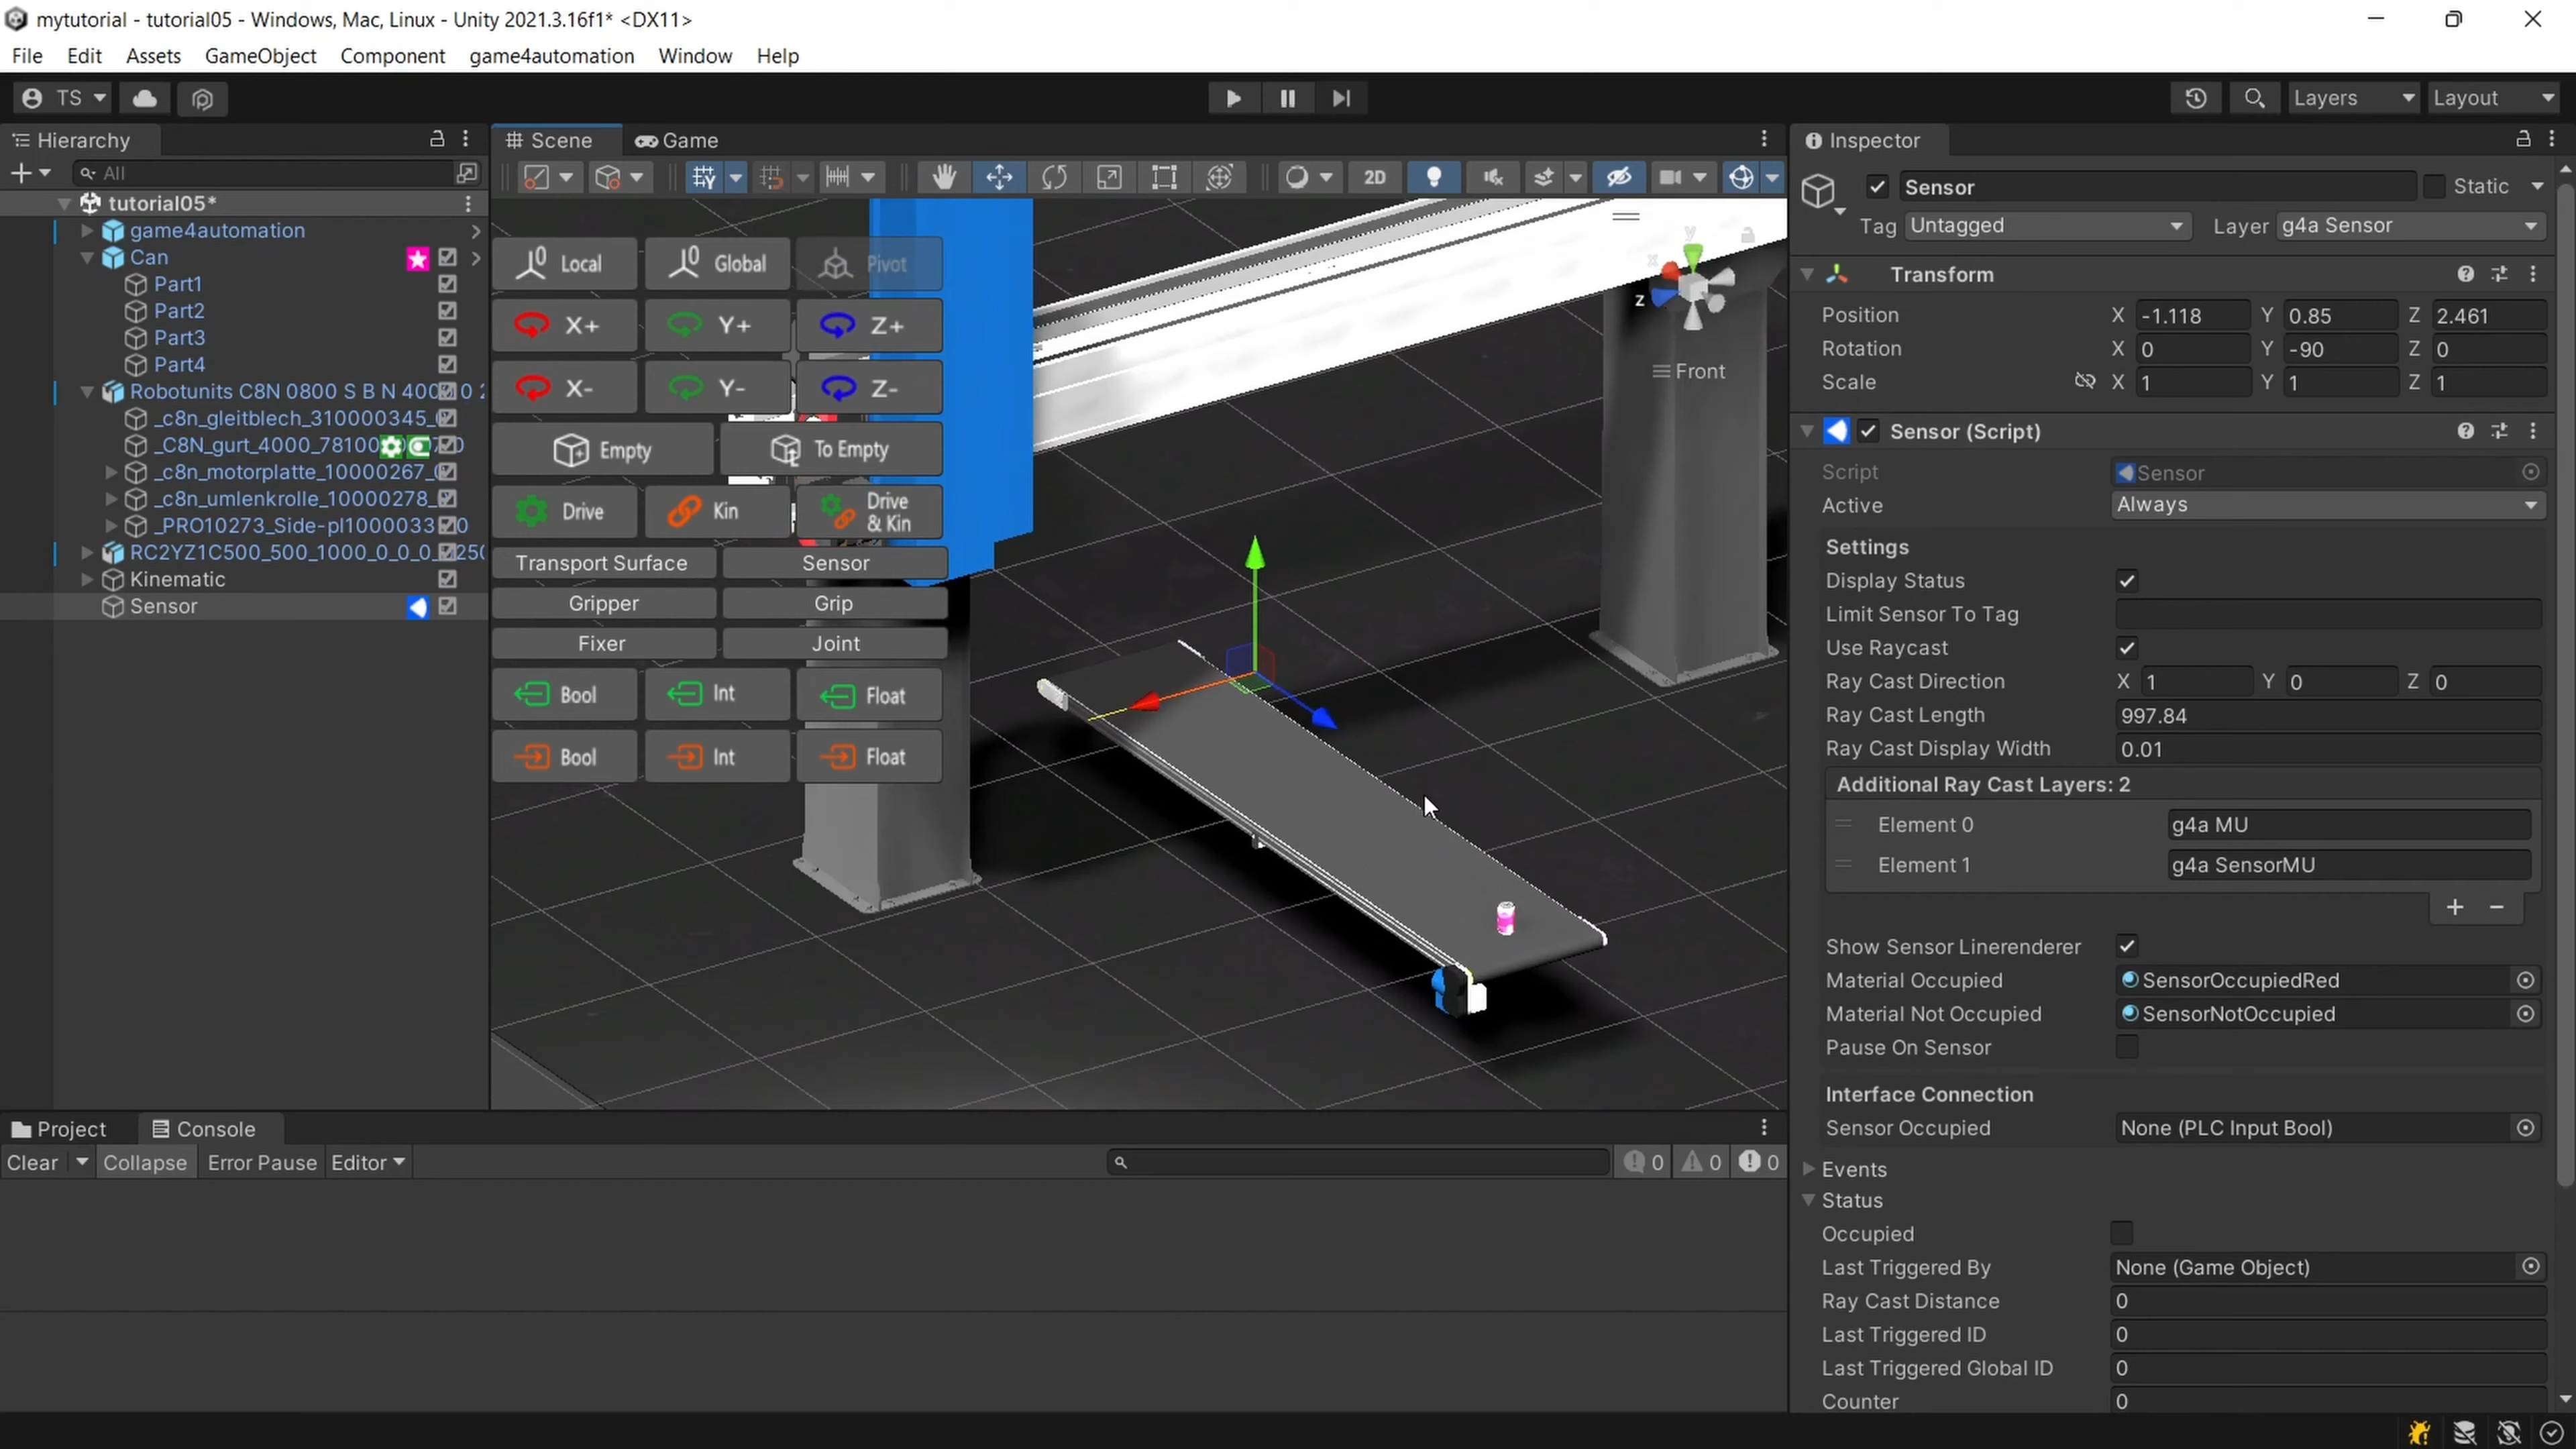 mytutorial - tutorial05 - Windows, Mac, Linux - Unity 2021.3.16f1* <DX11>
File Edit Assets GameObject Component game4automation Window Help
TS Layers Layout
Hierarchy
All
tutorial05*
game4automation
Can
Part1
Part2
Part3
Part4
Robotunits C8N 0800 S B N 400
_c8n_gleitblech_310000345_
_C8N_gurt_4000_78100
_c8n_motorplatte_10000267_
_c8n_umlenkrolle_10000278_
_PRO10273_Side-pl1000033
RC2YZ1C500_500_1000_0_0_0_
Kinematic
Sensor
Scene Game
2D
Local Global Pivot
X+ Y+ Z+
X- Y- Z-
Empty To Empty
Drive Kin Drive & Kin
Transport Surface Sensor
Gripper Grip
Fixer Joint
Bool Int Float
Bool Int Float
y
x
z
Front
Inspector
Sensor Static
Tag Untagged Layer g4a Sensor
Transform
Position X -1.118 Y 0.85 Z 2.461
Rotation X 0 Y -90 Z 0
Scale X 1 Y 1 Z 1
Sensor (Script)
Script Sensor
Active Always
Settings
Display Status
Limit Sensor To Tag
Use Raycast
Ray Cast Direction X 1 Y 0 Z 0
Ray Cast Length 997.84
Ray Cast Display Width 0.01
Additional Ray Cast Layers: 2
Element 0 g4a MU
Element 1 g4a SensorMU
+ −
Show Sensor Linerenderer
Material Occupied SensorOccupiedRed
Material Not Occupied SensorNotOccupied
Pause On Sensor
Interface Connection
Sensor Occupied None (PLC Input Bool)
Events
Status
Occupied
Last Triggered By None (Game Object)
Ray Cast Distance 0
Last Triggered ID 0
Last Triggered Global ID 0
Counter 0
Project Console
Clear Collapse Error Pause Editor 0 0 0